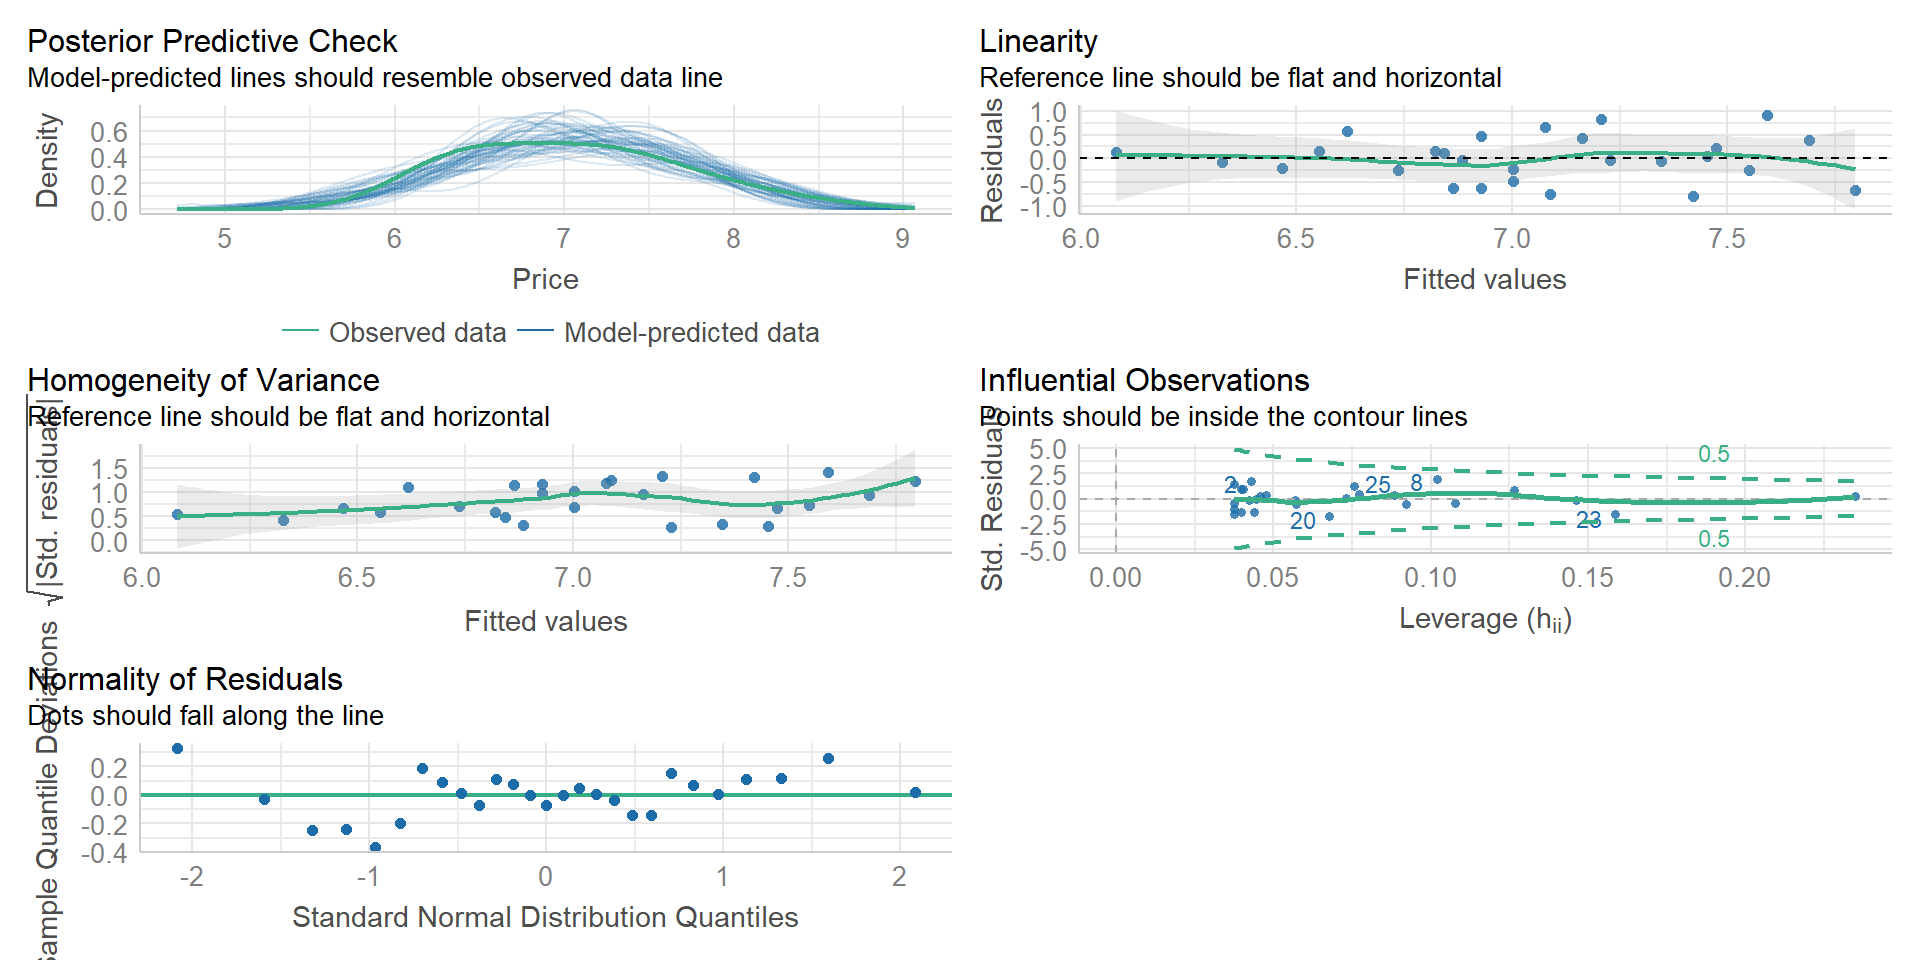 Posterior Predictive Check
Model-predicted lines should resemble observed data line
Density
0.6
0.4
0.2
0.0
5 6 7 8 9
Price
Observed data Model-predicted data
Linearity
Reference line should be flat and horizontal
Residuals
1.0
0.5
0.0
-0.5
-1.0
6.0 6.5 7.0 7.5
Fitted values
Homogeneity of Variance
Reference line should be flat and horizontal
√|Std. residuals|
1.5
1.0
0.5
0.0
6.0 6.5 7.0 7.5
Fitted values
Influential Observations
Points should be inside the contour lines
Std. Residuals
5.0
2.5
0.0
-2.5
-5.0
0.5
2 25 8
20 23
0.5
0.00 0.05 0.10 0.15 0.20
Leverage (hii)
Normality of Residuals
Dots should fall along the line
Sample Quantile Deviations
0.2
0.0
-0.2
-0.4
-2 -1 0 1 2
Standard Normal Distribution Quantiles